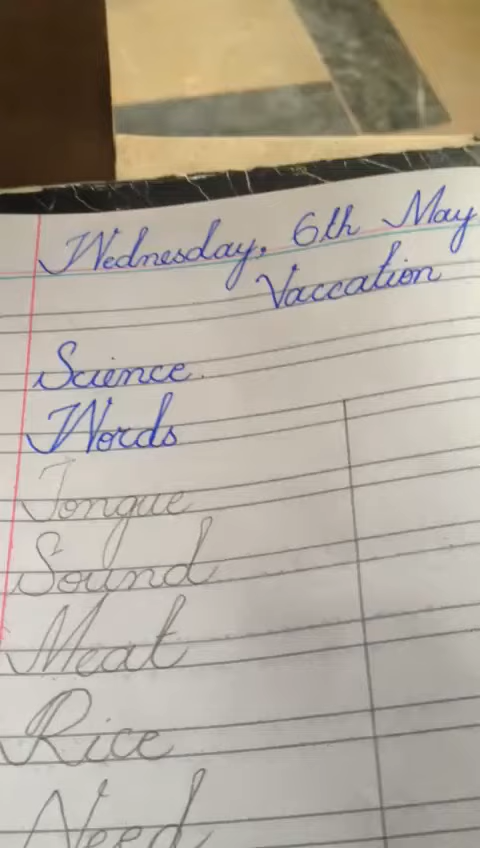 Wednesday, 6th May
Vaccation
Science.
Words
Tongue
Sound
Meat
Rice
Need